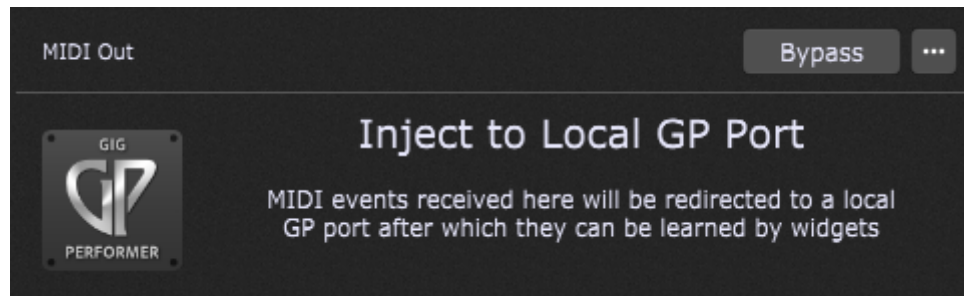 MIDI Out
Bypass
...
Inject to Local GP Port
GIG
GP
PERFORMER
MIDI events received here will be redirected to a local
GP port after which they can be learned by widgets